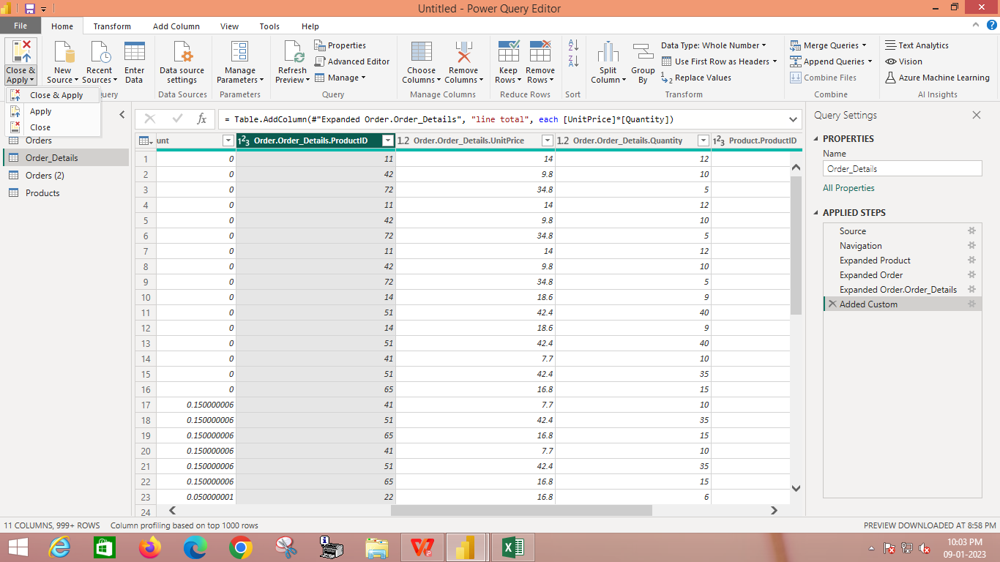 Untitled - Power Query Editor
File Home Transform Add Column View Tools Help
Close & Apply
New Source
Recent Sources
Enter Data
Data source settings
Manage Parameters
Refresh Preview
Properties
Advanced Editor
Manage
Choose Columns
Remove Columns
Keep Rows
Remove Rows
Split Column
Group By
Data Type: Whole Number
Use First Row as Headers
Replace Values
Merge Queries
Append Queries
Combine Files
Text Analytics
Vision
Azure Machine Learning
Query Data Sources Parameters Query Manage Columns Reduce Rows Sort Transform Combine AI Insights
Close & Apply
Apply
Close
Orders
Order_Details
Orders (2)
Products
fx = Table.AddColumn(#"Expanded Order.Order_Details", "line total", each [UnitPrice]*[Quantity])
unt 123 Order.Order_Details.ProductID 1.2 Order.Order_Details.UnitPrice 1.2 Order.Order_Details.Quantity 123 Product.ProductID
1 0 11 14 12
2 0 42 9.8 10
3 0 72 34.8 5
4 0 11 14 12
5 0 42 9.8 10
6 0 72 34.8 5
7 0 11 14 12
8 0 42 9.8 10
9 0 72 34.8 5
10 0 14 18.6 9
11 0 51 42.4 40
12 0 14 18.6 9
13 0 51 42.4 40
14 0 41 7.7 10
15 0 51 42.4 35
16 0 65 16.8 15
17 0.150000006 41 7.7 10
18 0.150000006 51 42.4 35
19 0.150000006 65 16.8 15
20 0.150000006 41 7.7 10
21 0.150000006 51 42.4 35
22 0.150000006 65 16.8 15
23 0.050000001 22 16.8 6
24
Query Settings
PROPERTIES
Name
Order_Details
All Properties
APPLIED STEPS
Source
Navigation
Expanded Product
Expanded Order
Expanded Order.Order_Details
Added Custom
11 COLUMNS, 999+ ROWS Column profiling based on top 1000 rows
PREVIEW DOWNLOADED AT 8:58 PM
10:03 PM
09-01-2023